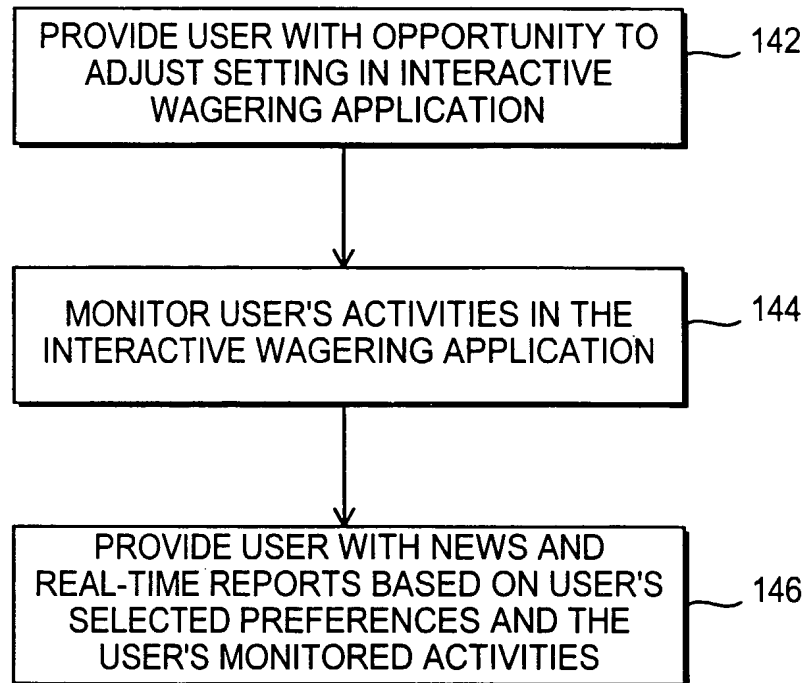 PROVIDE USER WITH OPPORTUNITY TO
ADJUST SETTING IN INTERACTIVE
WAGERING APPLICATION
142
MONITOR USER'S ACTIVITIES IN THE
INTERACTIVE WAGERING APPLICATION
144
PROVIDE USER WITH NEWS AND
REAL-TIME REPORTS BASED ON USER'S
SELECTED PREFERENCES AND THE
USER'S MONITORED ACTIVITIES
146